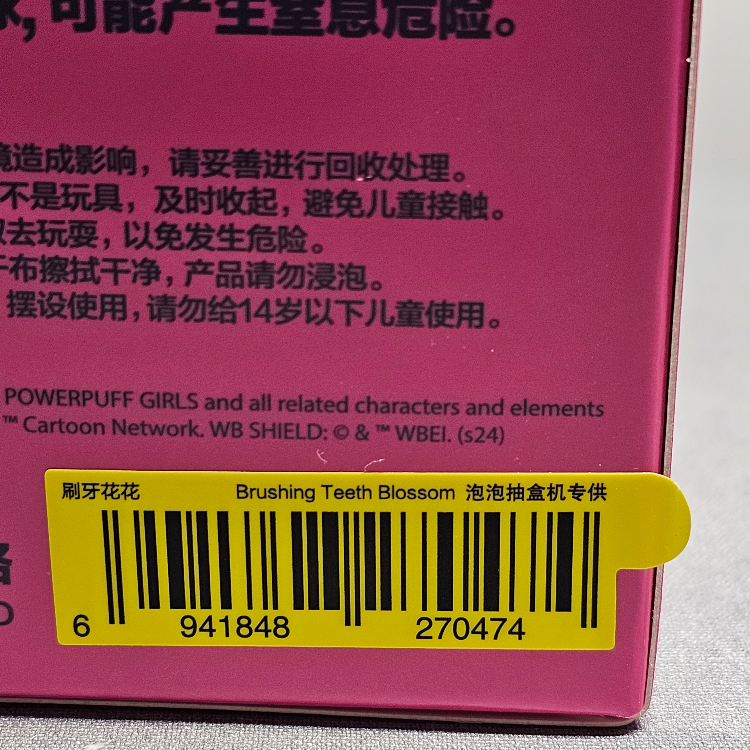 ,可能产生窒息危险。
境造成影响，请妥善进行回收处理。
不是玩具，及时收起，避免儿童接触。
去玩耍，以免发生危险。
干布擦拭干净，产品请勿浸泡。
摆设使用，请勿给14岁以下儿童使用。
POWERPUFF GIRLS and all related characters and elements
™ Cartoon Network. WB SHIELD: © & ™ WBEI. (s24)
刷牙花花 Brushing Teeth Blossom 泡泡抽盒机专供
6 941848 270474
D